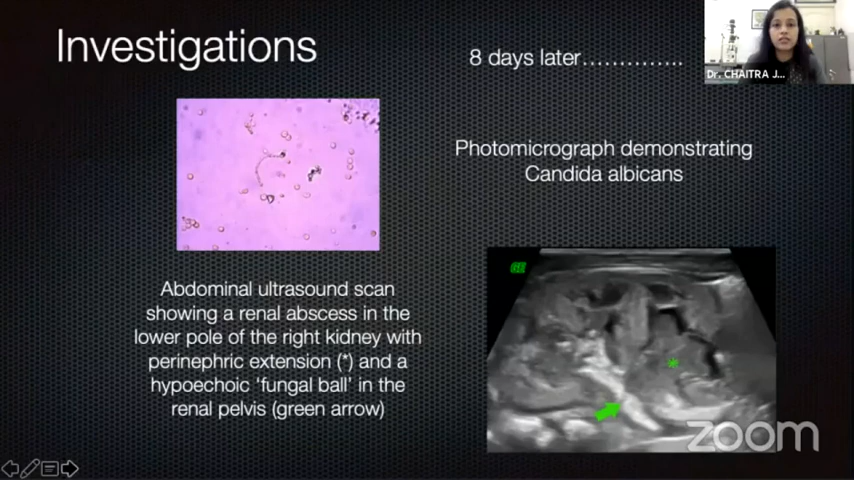 Investigations
8 days later...............
Dr. CHAITRA J...
Photomicrograph demonstrating
Candida albicans
Abdominal ultrasound scan
showing a renal abscess in the
lower pole of the right kidney with
perinephric extension (*) and a
hypoechoic ‘fungal ball’ in the
renal pelvis (green arrow)
GE
*
zoom